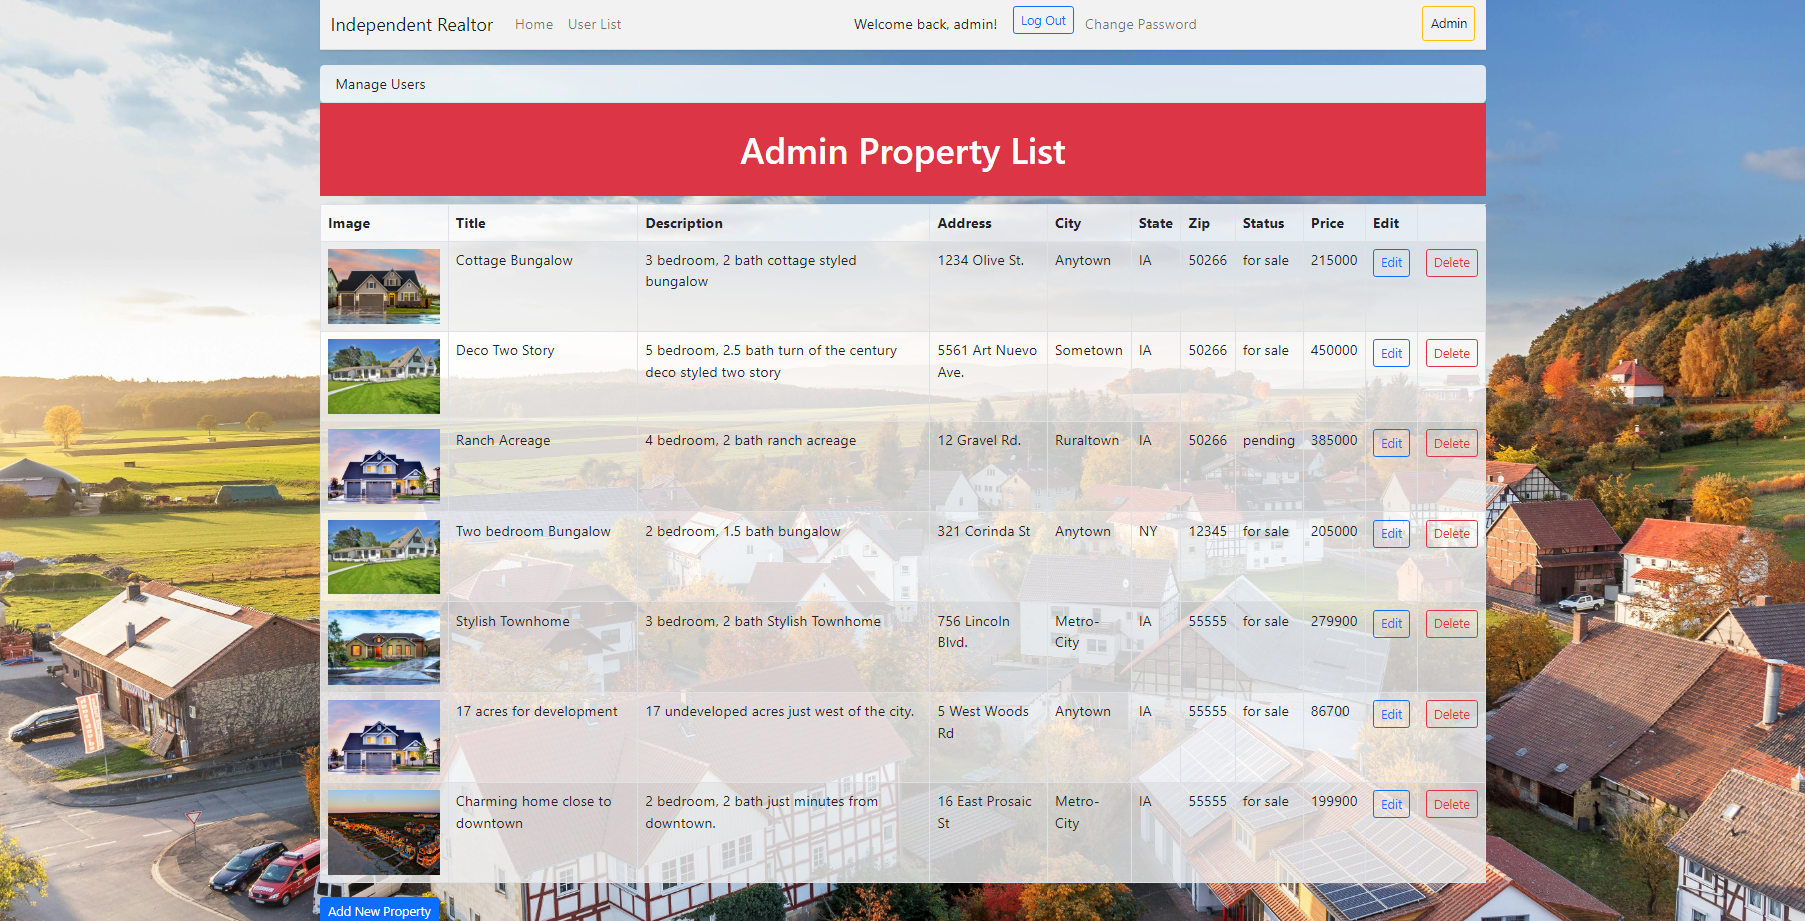 Independent Realtor Home User List Welcome back, admin! Log Out Change Password Admin
Manage Users
Admin Property List
Image Title Description Address City State Zip Status Price Edit
Cottage Bungalow 3 bedroom, 2 bath cottage styled 1234 Olive St. Anytown IA 50266 for sale 215000 Edit Delete
bungalow
Deco Two Story 5 bedroom, 2.5 bath turn of the century 5561 Art Nuevo Sometown IA 50266 for sale 450000 Edit Delete
deco styled two story Ave.
Ranch Acreage 4 bedroom, 2 bath ranch acreage 12 Gravel Rd. Ruraltown IA 50266 pending 385000 Edit Delete
Two bedroom Bungalow 2 bedroom, 1.5 bath bungalow 321 Corinda St Anytown NY 12345 for sale 205000 Edit Delete
Stylish Townhome 3 bedroom, 2 bath Stylish Townhome 756 Lincoln Metro- IA 55555 for sale 279900 Edit Delete
Blvd. City
17 acres for development 17 undeveloped acres just west of the city. 5 West Woods Anytown IA 55555 for sale 86700 Edit Delete
Rd
Charming home close to 2 bedroom, 2 bath just minutes from 16 East Prosaic Metro- IA 55555 for sale 199900 Edit Delete
downtown downtown. St City
Add New Property